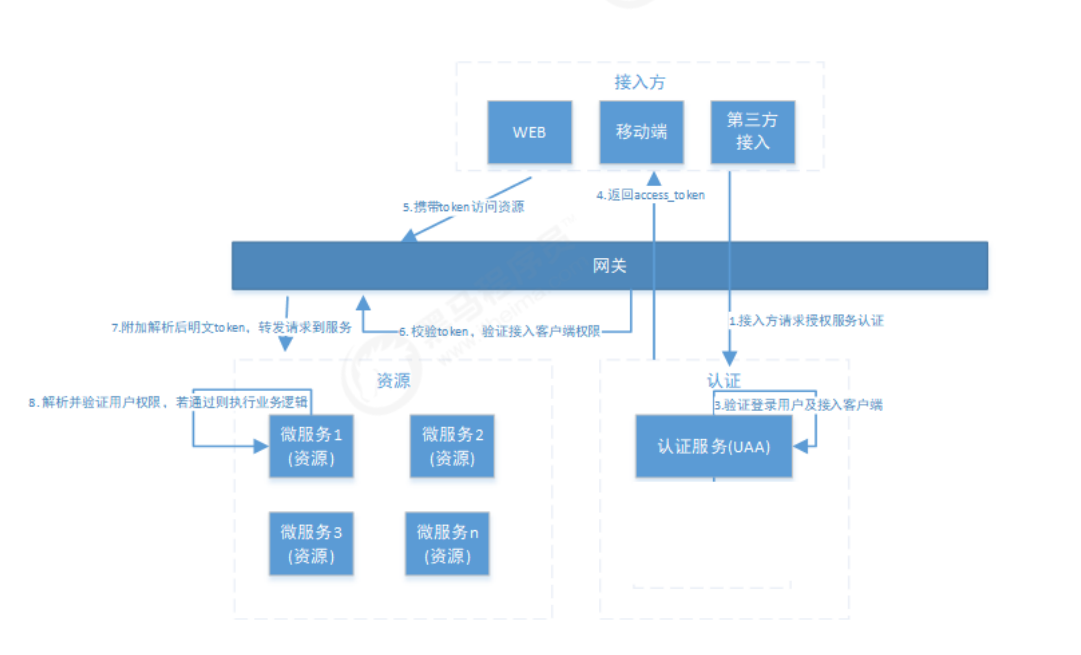 接入方
WEB
移动端
第三方
接入
5.携带token访问资源
4.返回access_token
网关
7.附加解析后明文token，转发请求到服务
6.校验token，验证接入客户端权限
1.接入方请求授权服务认证
资源
认证
8.解析并验证用户权限，若通过则执行业务逻辑
3.验证登录用户及接入客户端
微服务1
(资源)
微服务2
(资源)
认证服务(UAA)
微服务3
(资源)
微服务n
(资源)
黑马程序员